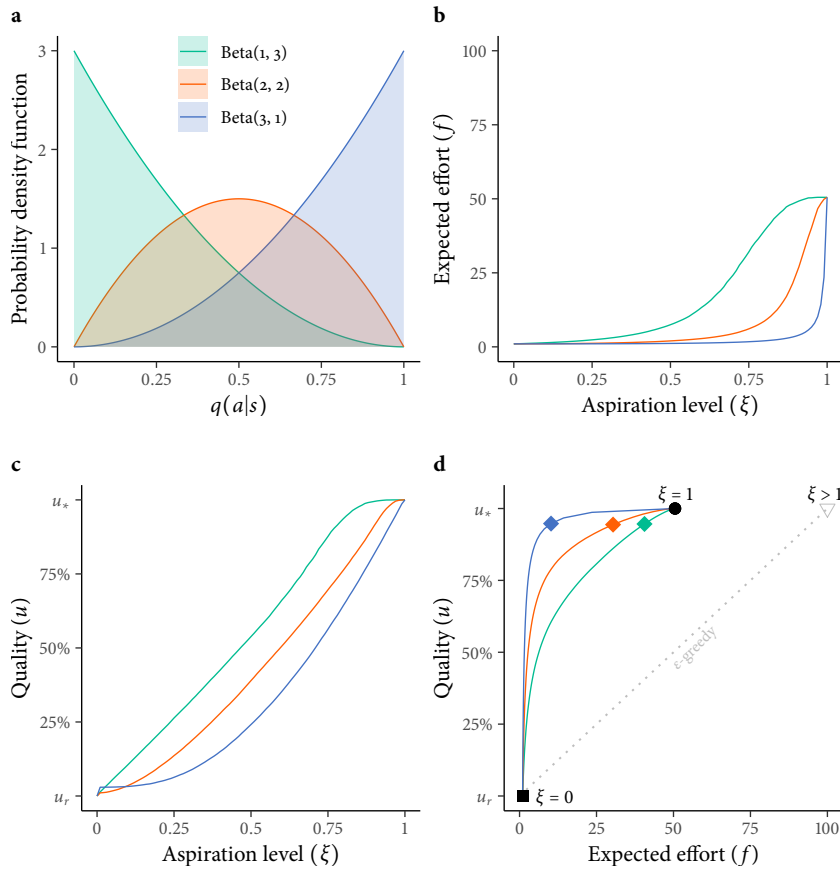 a
Probability density function
3
2
1
0
Beta(1, 3)
Beta(2, 2)
Beta(3, 1)
0
0.25
0.5
0.75
1
q(a|s)
b
Expected effort (f)
100
75
50
25
0
0
0.25
0.5
0.75
1
Aspiration level (ξ)
c
Quality (u)
u*
75%
50%
25%
uᵣ
0
0.25
0.5
0.75
1
Aspiration level (ξ)
d
Quality (u)
u*
75%
50%
25%
uᵣ
ξ = 1
ξ > 1
ε-greedy
ξ = 0
0
25
50
75
100
Expected effort (f)